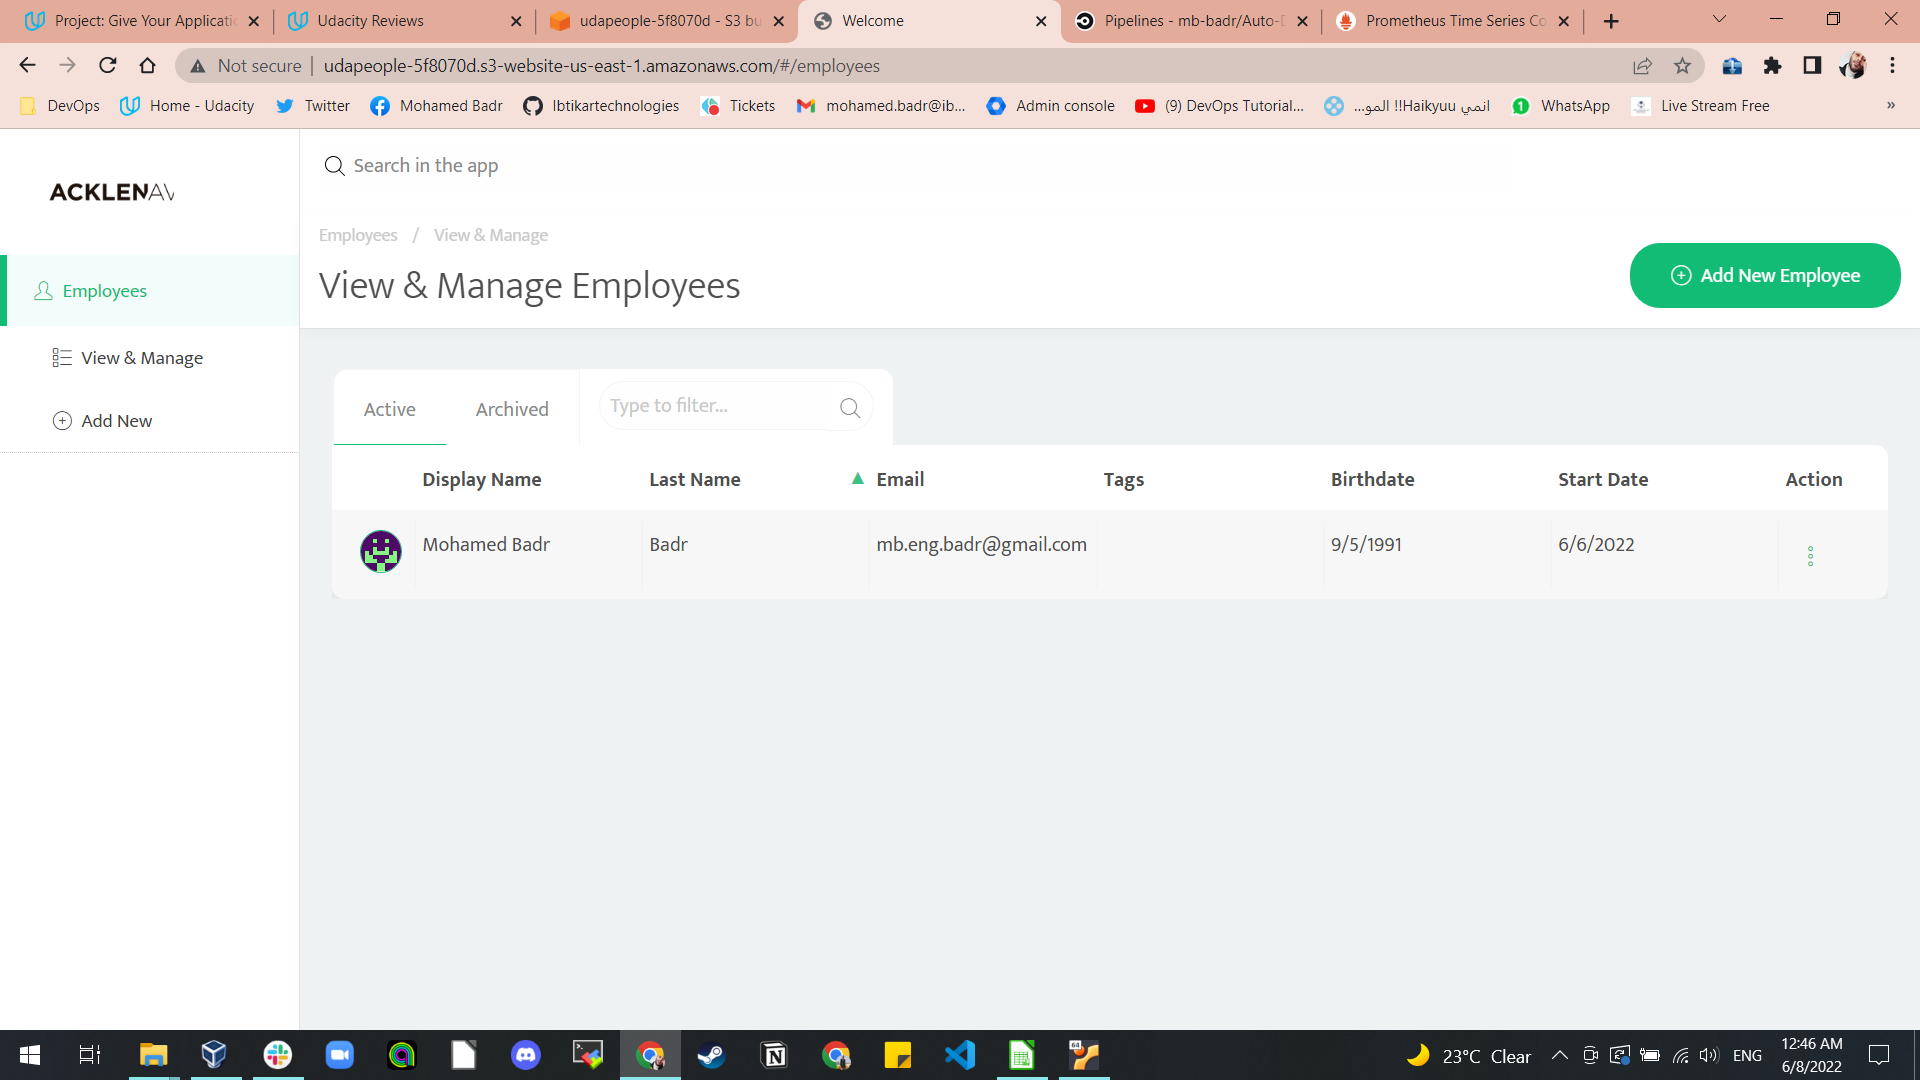 Project: Give Your Applicatio
Udacity Reviews
udapeople-5f8070d - S3 bu
Welcome
Pipelines - mb-badr/Auto-D
Prometheus Time Series Co
Not secure | udapeople-5f8070d.s3-website-us-east-1.amazonaws.com/#/employees
DevOps
Home - Udacity
Twitter
Mohamed Badr
Ibtikartechnologies
Tickets
mohamed.badr@ib...
Admin console
(9) DevOps Tutorial...
انمي Haikyuu!! المو...
1
WhatsApp
Live Stream Free
»
Search in the app
ACKLENAV
Employees / View & Manage
View & Manage Employees
Add New Employee
Employees
View & Manage
Add New
Active
Archived
Type to filter...
Display Name Last Name ▲ Email Tags Birthdate Start Date Action
Mohamed Badr Badr mb.eng.badr@gmail.com 9/5/1991 6/6/2022
64
23°C Clear
ENG
12:46 AM
6/8/2022